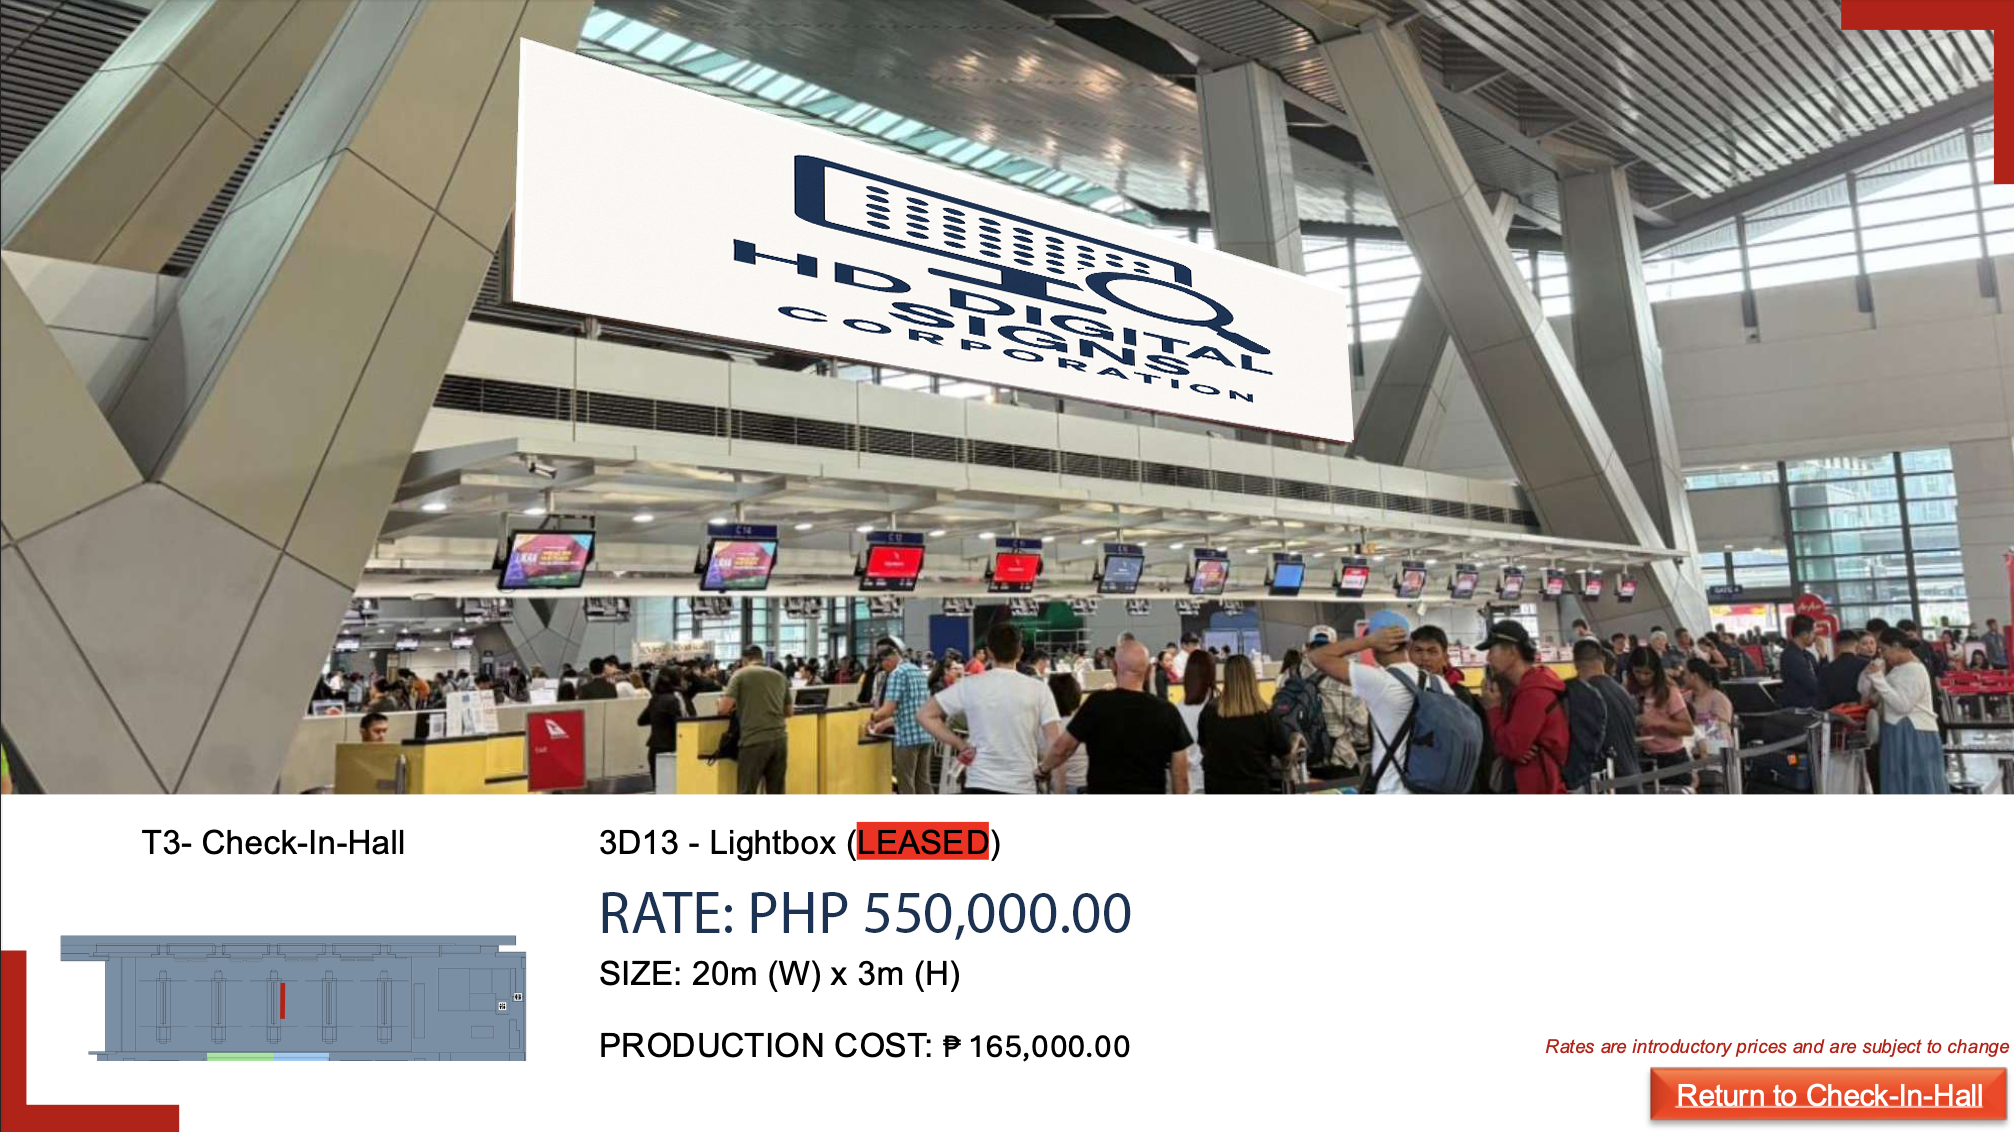 HD DIGITAL
SIGNS
CORPORATION
C 14
C 12
T3- Check-In-Hall
3D13 - Lightbox (LEASED)
RATE: PHP 550,000.00
SIZE: 20m (W) x 3m (H)
PRODUCTION COST: ₱ 165,000.00
Rates are introductory prices and are subject to change
Return to Check-In-Hall